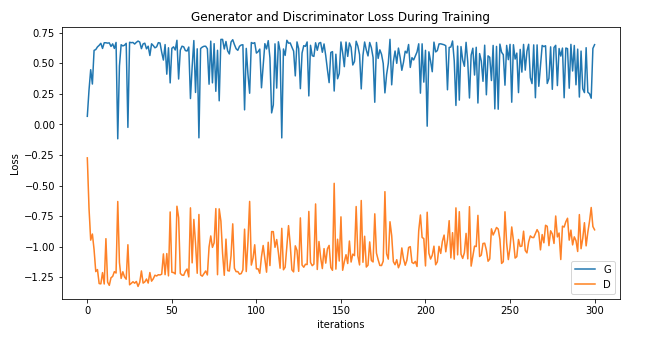 Generator and Discriminator Loss During Training
0.75
0.50
0.25
0.00
−0.25
−0.50
−0.75
−1.00
−1.25
Loss
0 50 100 150 200 250 300
iterations
G
D